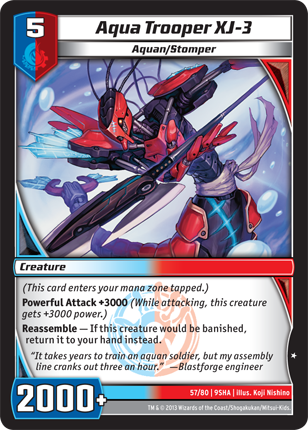 5
Aqua Trooper XJ-3
Aquan/Stomper
Creature
(This card enters your mana zone tapped.)
Powerful Attack +3000 (While attacking, this creature
gets +3000 power.)
Reassemble — If this creature would be banished,
return it to your hand instead.
"It takes years to train an aquan soldier, but my assembly
line cranks out three an hour." —Blastforge engineer
57/80 | 9SHA | Illus. Koji Nishino
2000+
TM & © 2013 Wizards of the Coast/Shogakukan/Mitsui-Kids.